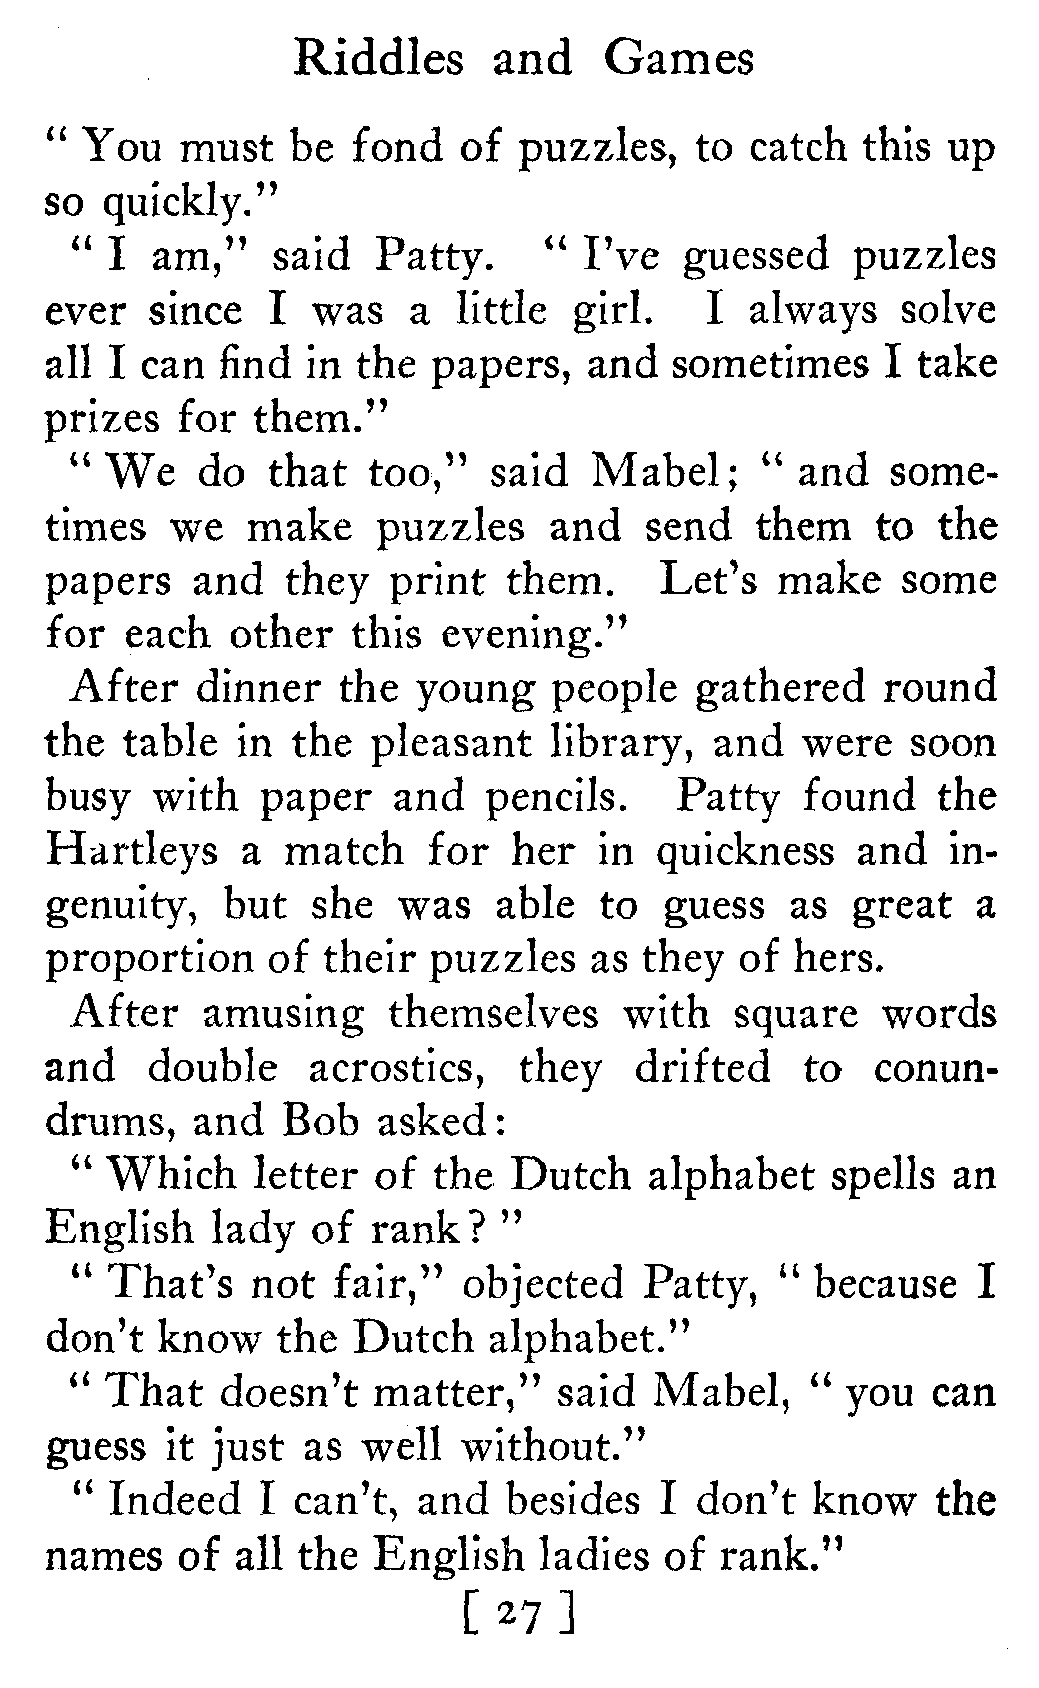 Riddles and Games
“ You must be fond of puzzles, to catch this up
so quickly.”
“ I am,” said Patty. “ I've guessed puzzles
ever since I was a little girl. I always solve
all I can find in the papers, and sometimes I take
prizes for them.”
“ We do that too,” said Mabel; “ and some-
times we make puzzles and send them to the
papers and they print them. Let's make some
for each other this evening.”
After dinner the young people gathered round
the table in the pleasant library, and were soon
busy with paper and pencils. Patty found the
Hartleys a match for her in quickness and in-
genuity, but she was able to guess as great a
proportion of their puzzles as they of hers.
After amusing themselves with square words
and double acrostics, they drifted to conun-
drums, and Bob asked:
“ Which letter of the Dutch alphabet spells an
English lady of rank? ”
“ That's not fair,” objected Patty, “ because I
don't know the Dutch alphabet.”
“ That doesn't matter,” said Mabel, “ you can
guess it just as well without.”
“ Indeed I can't, and besides I don't know the
names of all the English ladies of rank.”
[ 27 ]